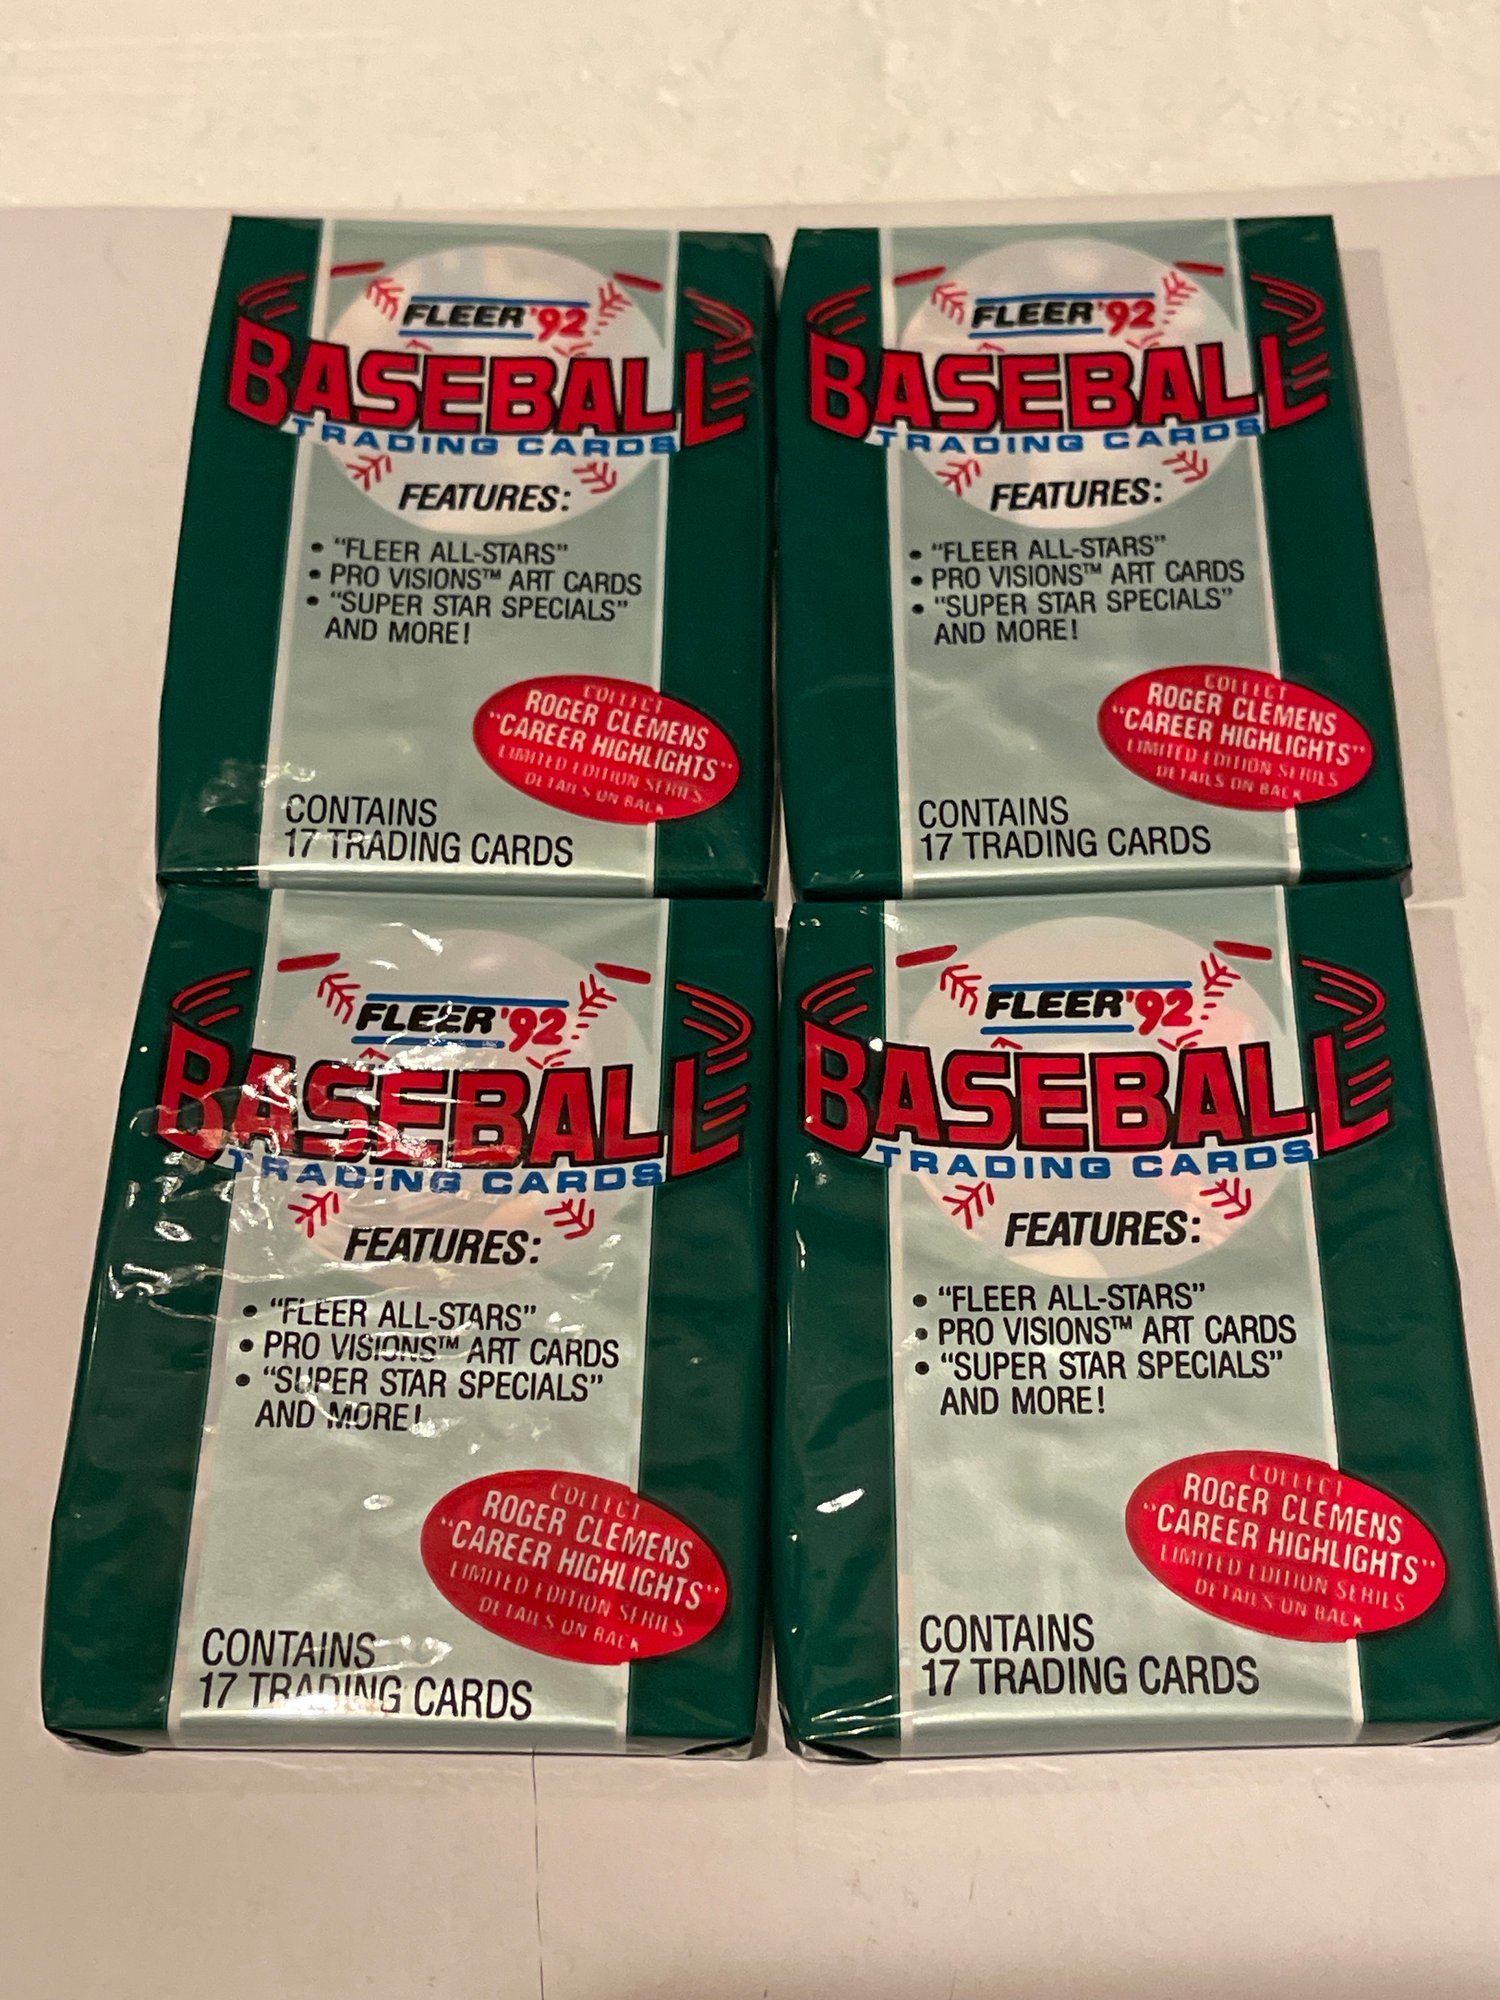 FLEER '92
BASEBALL
TRADING CARDS
FEATURES:
• "FLEER ALL-STARS"
• PRO VISIONS™ ART CARDS
• "SUPER STAR SPECIALS"
AND MORE!
COLLECT
ROGER CLEMENS
"CAREER HIGHLIGHTS"
LIMITED EDITION SERIES
DETAILS ON BACK
CONTAINS
17 TRADING CARDS
FLEER '92
BASEBALL
TRADING CARDS
FEATURES:
• "FLEER ALL-STARS"
• PRO VISIONS™ ART CARDS
• "SUPER STAR SPECIALS"
AND MORE!
COLLECT
ROGER CLEMENS
"CAREER HIGHLIGHTS"
LIMITED EDITION SERIES
DETAILS ON BACK
CONTAINS
17 TRADING CARDS
FLEER '92
BASEBALL
TRADING CARDS
FEATURES:
• "FLEER ALL-STARS"
• PRO VISIONS™ ART CARDS
• "SUPER STAR SPECIALS"
AND MORE!
COLLECT
ROGER CLEMENS
"CAREER HIGHLIGHTS"
LIMITED EDITION SERIES
DETAILS ON BACK
CONTAINS
17 TRADING CARDS
FLEER '92
BASEBALL
TRADING CARDS
FEATURES:
• "FLEER ALL-STARS"
• PRO VISIONS™ ART CARDS
• "SUPER STAR SPECIALS"
AND MORE!
COLLECT
ROGER CLEMENS
"CAREER HIGHLIGHTS"
LIMITED EDITION SERIES
DETAILS ON BACK
CONTAINS
17 TRADING CARDS